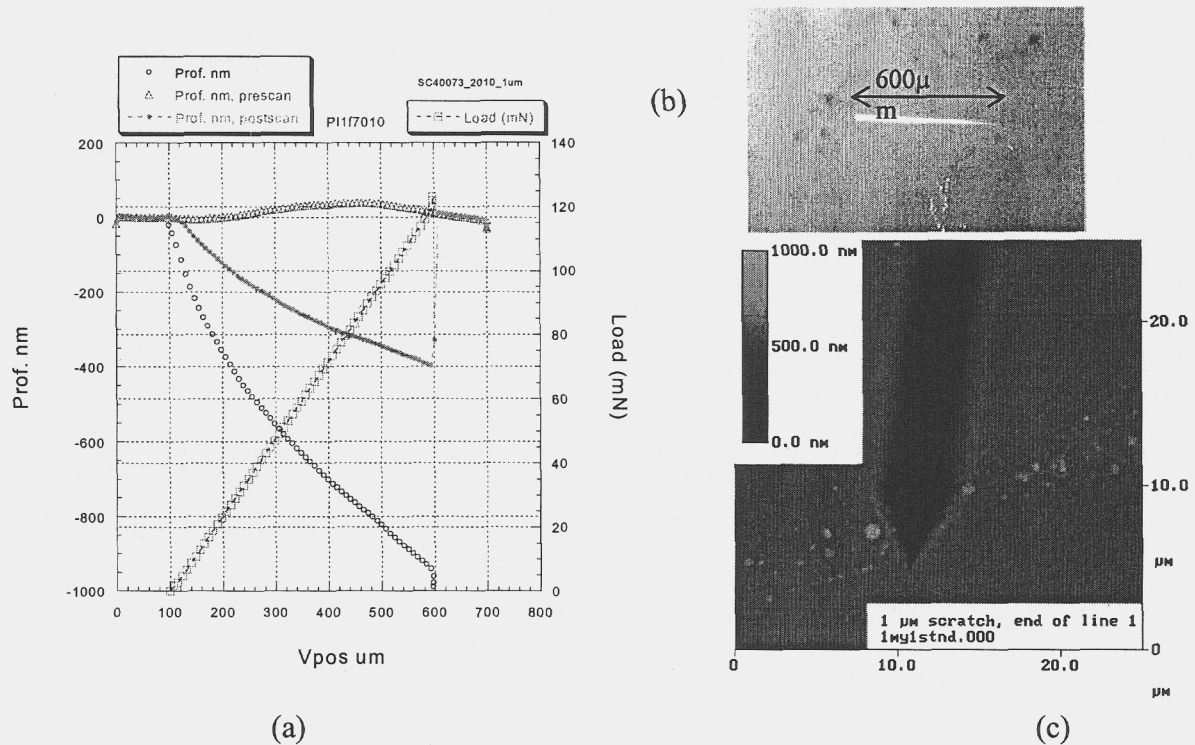 Prof. nm
Prof. nm, prescan
Prof. nm, postscan
PI1f7010
SC40073_2010_1um
Load (mN)
200
0
-200
-400
-600
-800
-1000
Prof. nm
140
120
100
80
60
40
20
0
Load (mN)
0 100 200 300 400 500 600 700 800
Vpos um
(a)
(b)
600μ
m
1000.0 nm
500.0 nm
0.0 nm
20.0
10.0
μm
0
1 μm scratch, end of line 1
1my1stnd.000
0 10.0 20.0
μm
(c)